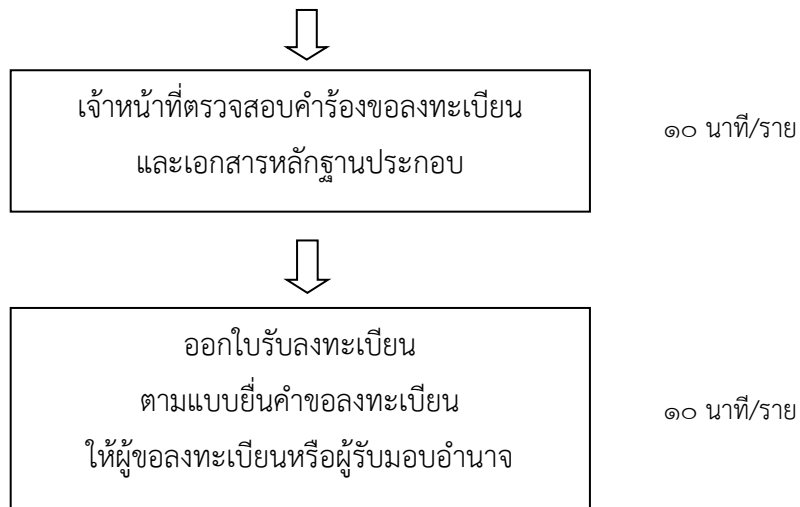 เจ้าหน้าที่ตรวจสอบคำร้องขอลงทะเบียน
และเอกสารหลักฐานประกอบ
๑๐ นาที/ราย
ออกใบรับลงทะเบียน
ตามแบบยื่นคำขอลงทะเบียน
ให้ผู้ขอลงทะเบียนหรือผู้รับมอบอำนาจ
๑๐ นาที/ราย